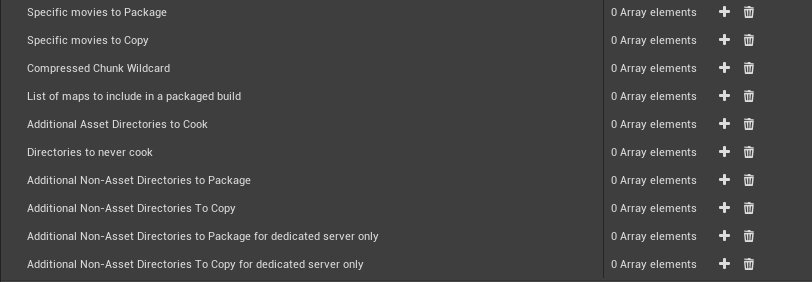 Specific movies to Package 0 Array elements
Specific movies to Copy 0 Array elements
Compressed Chunk Wildcard 0 Array elements
List of maps to include in a packaged build 0 Array elements
Additional Asset Directories to Cook 0 Array elements
Directories to never cook 0 Array elements
Additional Non-Asset Directories to Package 0 Array elements
Additional Non-Asset Directories To Copy 0 Array elements
Additional Non-Asset Directories to Package for dedicated server only 0 Array elements
Additional Non-Asset Directories To Copy for dedicated server only 0 Array elements